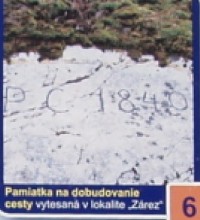 P C 1840
Pamiatka na dobudovanie
cesty vytesaná v lokalite „Zárez”
6